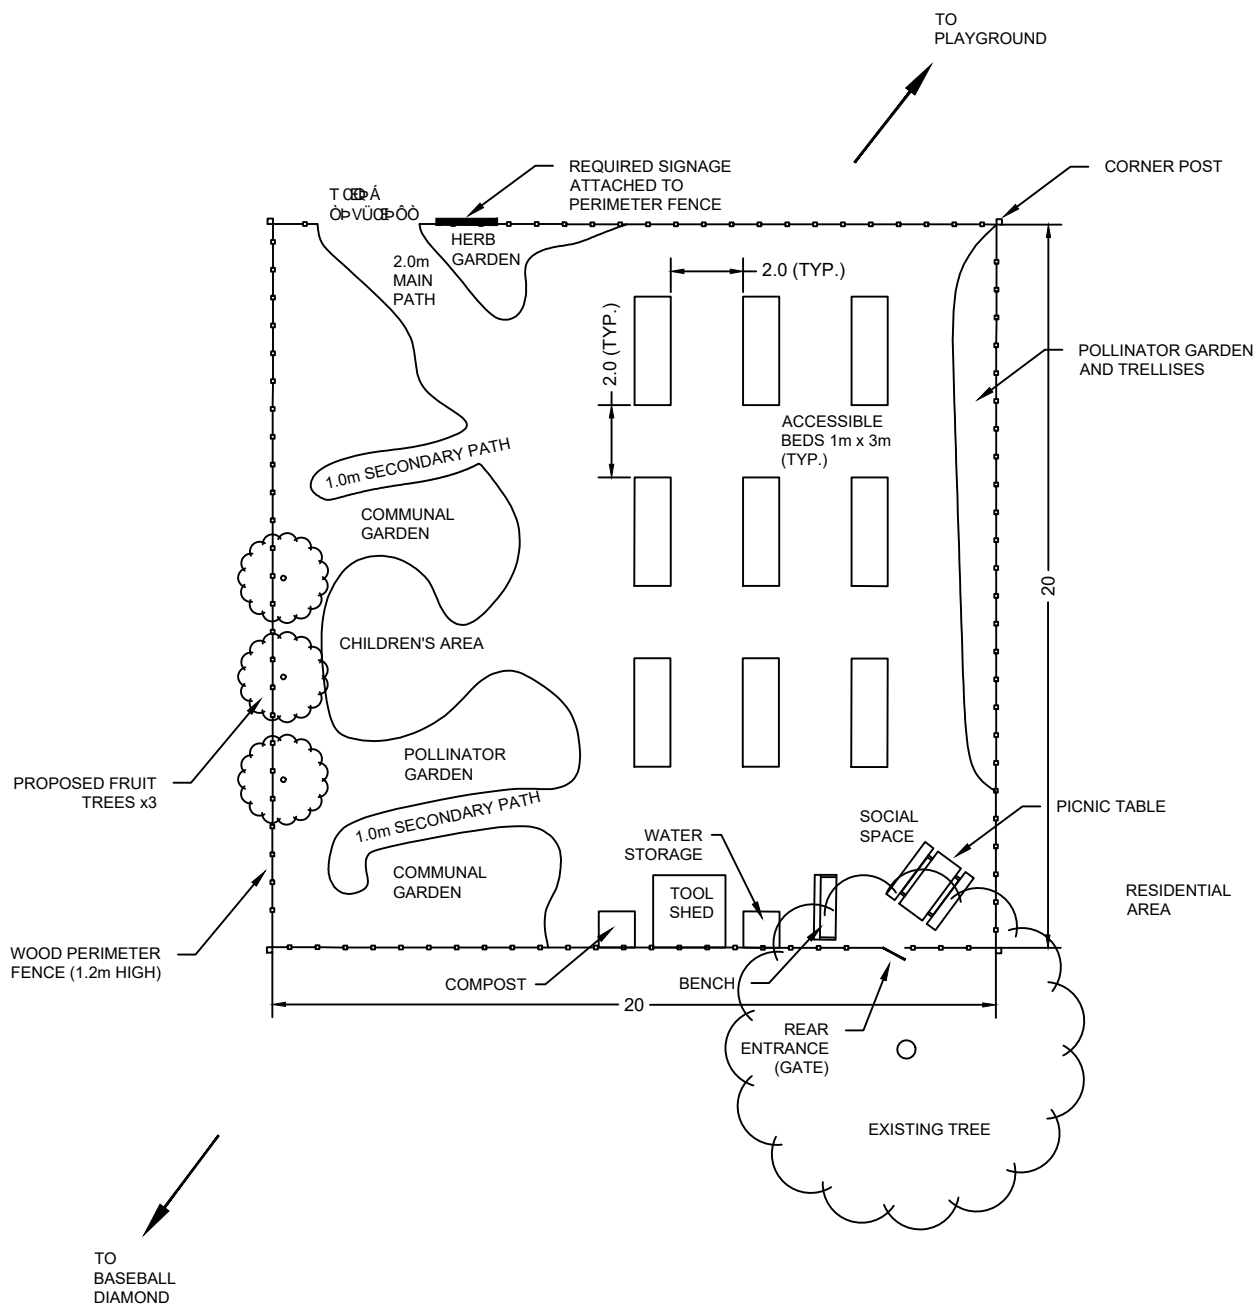 TO
PLAYGROUND
REQUIRED SIGNAGE
ATTACHED TO
PERIMETER FENCE
CORNER POST
HERB
GARDEN
2.0m
MAIN
PATH
2.0 (TYP.)
2.0 (TYP.)
POLLINATOR GARDEN
AND TRELLISES
ACCESSIBLE
BEDS 1m x 3m
(TYP.)
1.0m SECONDARY PATH
COMMUNAL
GARDEN
20
CHILDREN'S AREA
POLLINATOR
GARDEN
PROPOSED FRUIT
TREES x3
1.0m SECONDARY PATH
PICNIC TABLE
SOCIAL
SPACE
WATER
STORAGE
COMMUNAL
GARDEN
TOOL
SHED
RESIDENTIAL
AREA
WOOD PERIMETER
FENCE (1.2m HIGH)
COMPOST
BENCH
20
REAR
ENTRANCE
(GATE)
EXISTING TREE
TO
BASEBALL
DIAMOND